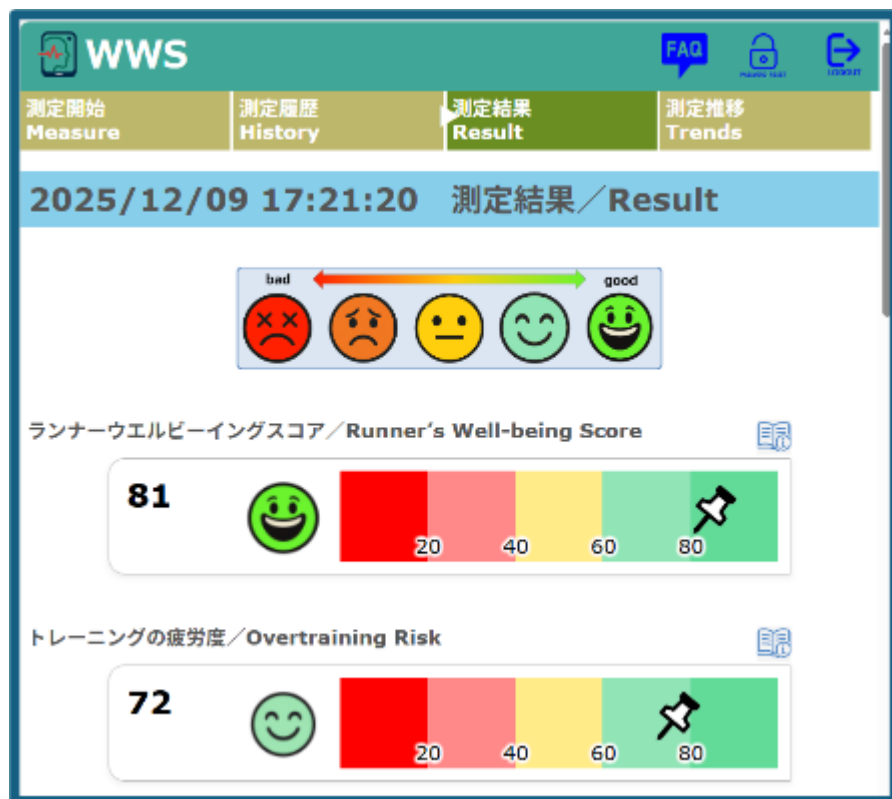 WWS
FAQ
LOGOUT
測定開始
Measure
測定履歴
History
測定結果
Result
測定推移
Trends
2025/12/09 17:21:20 測定結果／Result
bad
good
ランナーウエルビーイングスコア／Runner's Well-being Score
81
20 40 60 80
トレーニングの疲労度／Overtraining Risk
72
20 40 60 80